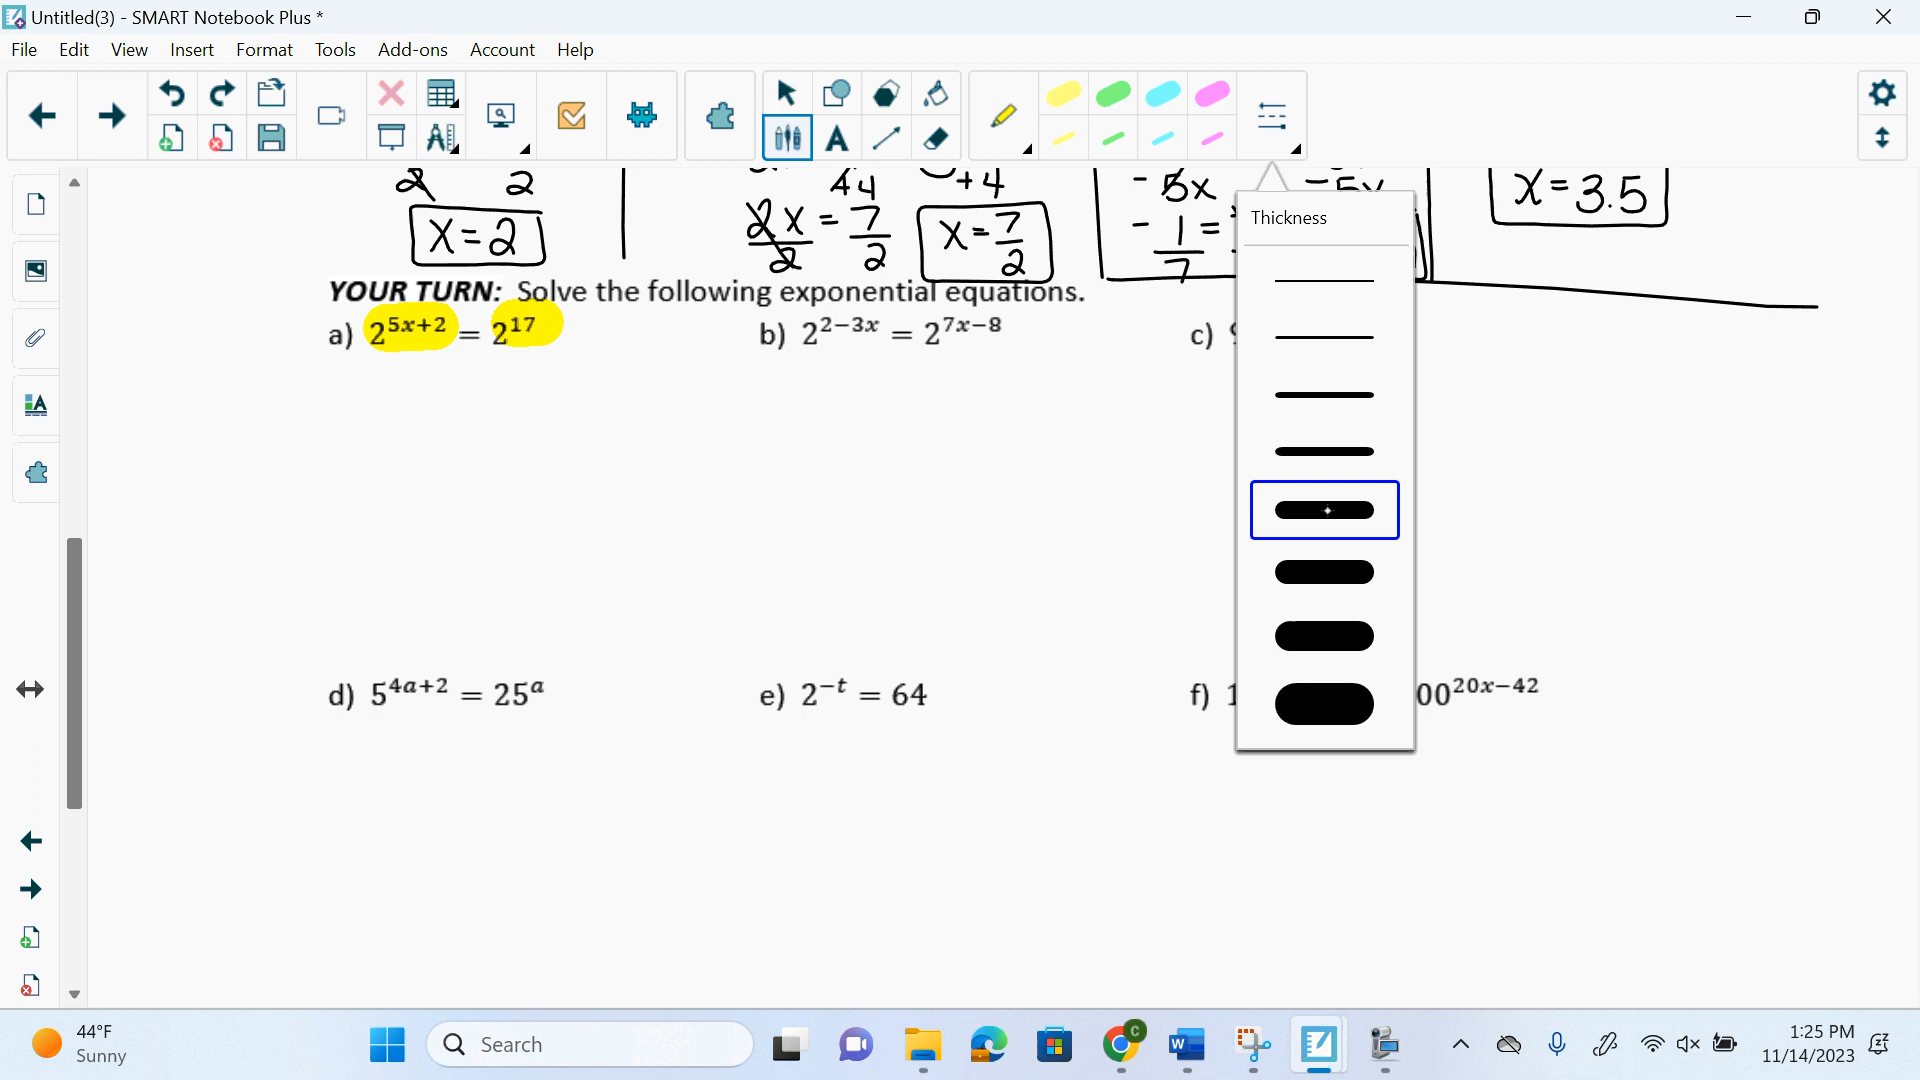 Untitled(3) - SMART Notebook Plus *
File Edit View Insert Format Tools Add-ons Account Help
2 2
X=2
44
2x = 7
2 2
+4
X=7
2
- 5x -5x
- 1 =
7
X=3.5
Thickness
YOUR TURN: Solve the following exponential equations.
a) 2^{5x+2} = 2^{17} b) 2^{2-3x} = 2^{7x-8} c)
d) 5^{4a+2} = 25^{a} e) 2^{-t} = 64 f) 1 00^{20x-42}
44°F
Sunny
Search
C
1:25 PM
11/14/2023